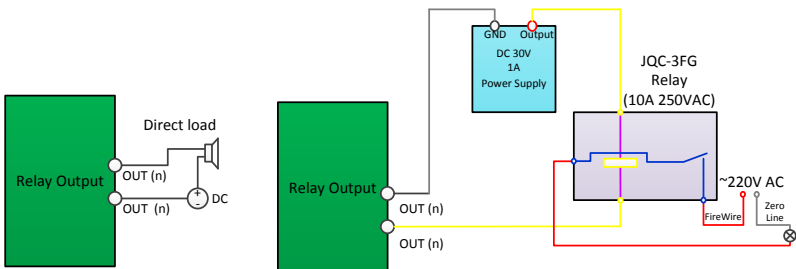 Direct load
Relay Output
OUT (n)
OUT (n)
+
-
DC
GND
Output
DC 30V
1A
Power Supply
JQC-3FG
Relay
(10A 250VAC)
Relay Output
OUT (n)
OUT (n)
~220V AC
FireWire
Zero
Line